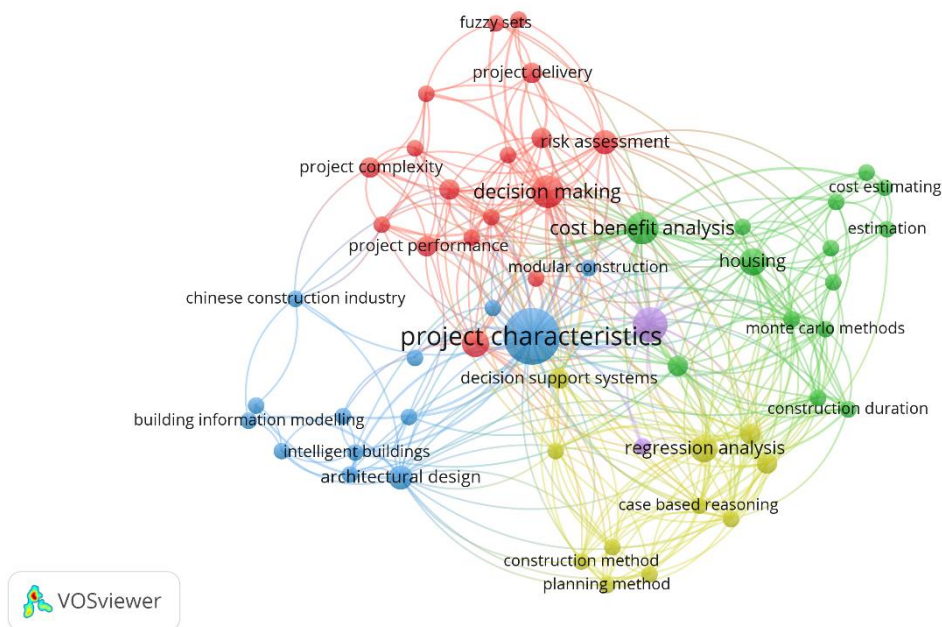 fuzzy sets
project delivery
risk assessment
project complexity
decision making
cost estimating
cost benefit analysis
estimation
project performance
housing
modular construction
chinese construction industry
project characteristics
monte carlo methods
decision support systems
construction duration
building information modelling
regression analysis
intelligent buildings
architectural design
case based reasoning
construction method
planning method
VOSviewer